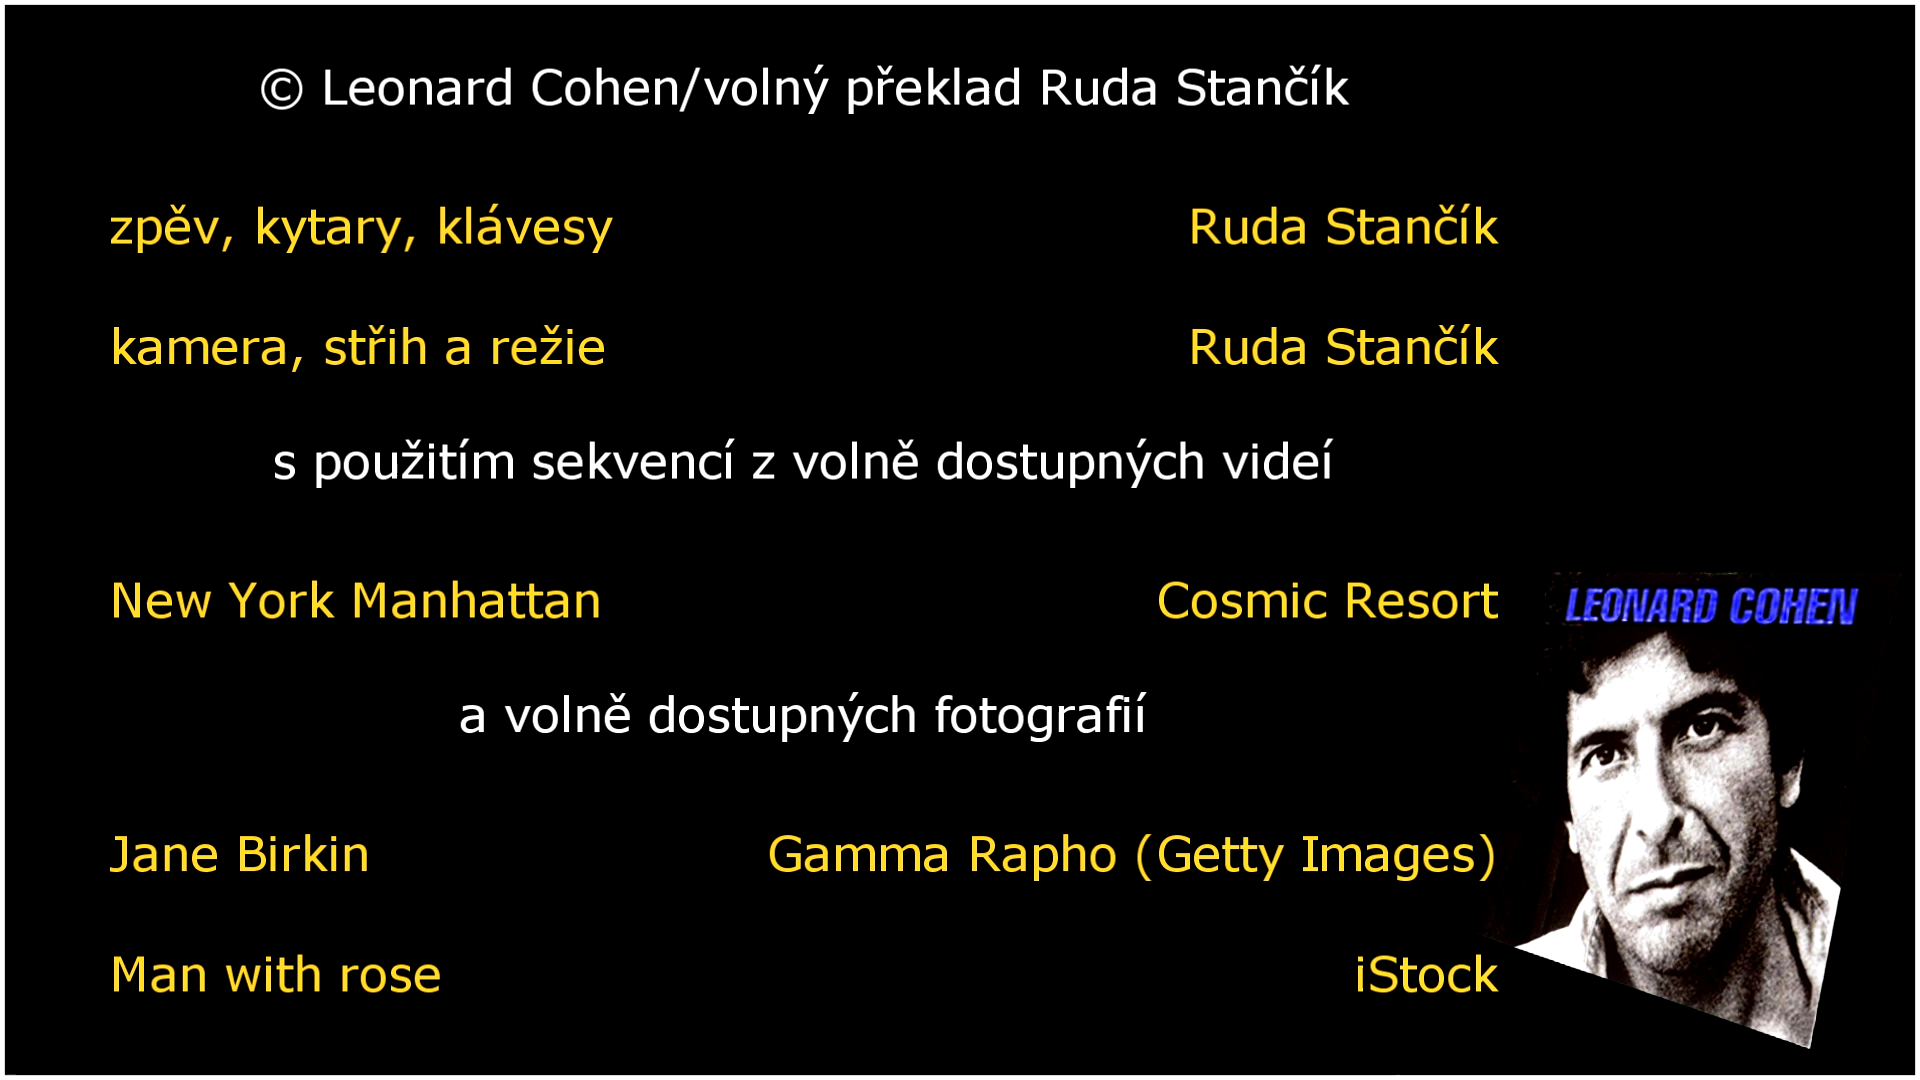 © Leonard Cohen/volný překlad Ruda Stančík
zpěv, kytary, klávesy Ruda Stančík
kamera, střih a režie Ruda Stančík
s použitím sekvencí z volně dostupných videí
New York Manhattan Cosmic Resort
LEONARD COHEN
a volně dostupných fotografií
Jane Birkin Gamma Rapho (Getty Images)
Man with rose iStock